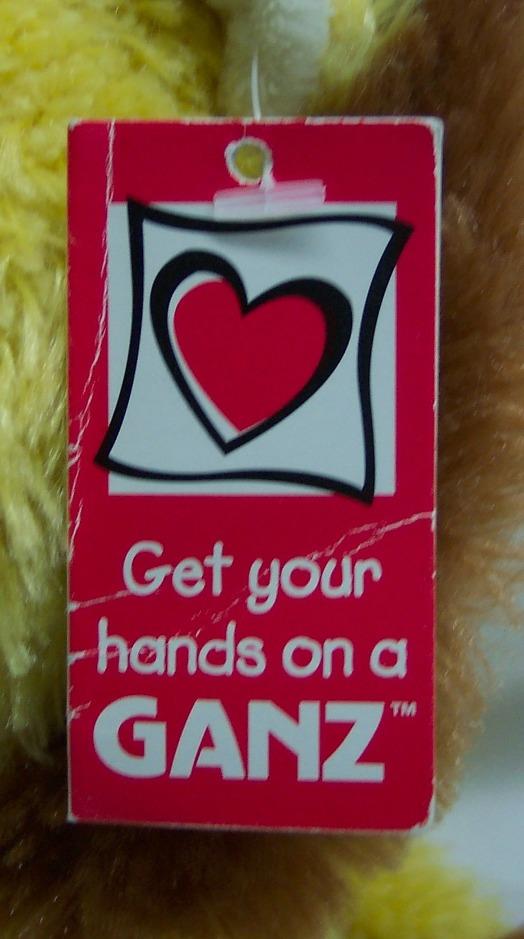 Get your
hands on a
GANZ™